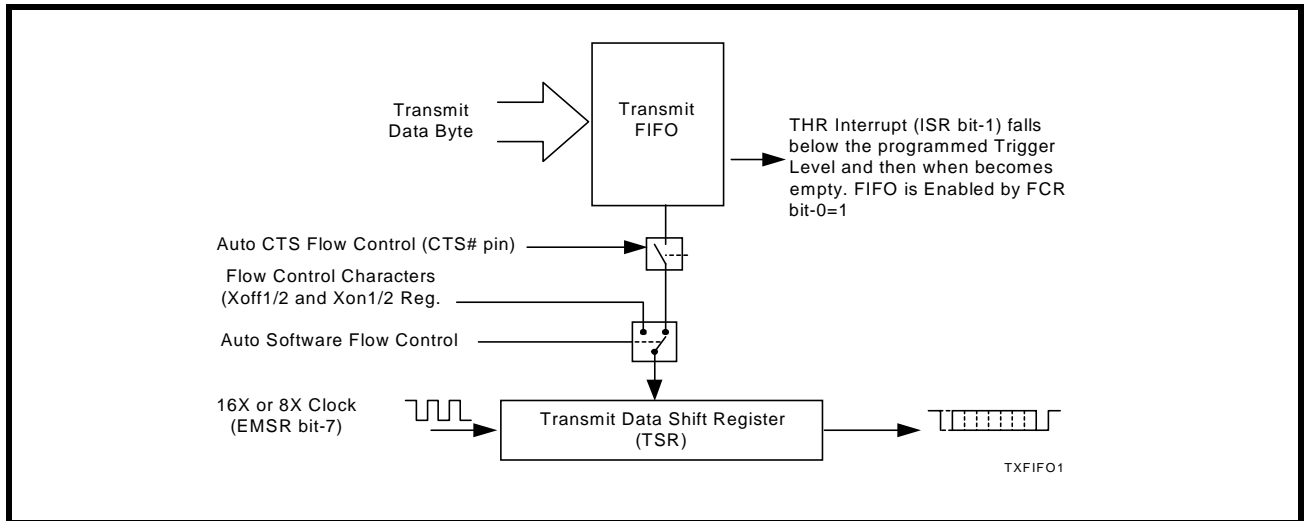 Transmit
Data Byte
Transmit
FIFO
THR Interrupt (ISR bit-1) falls
below the programmed Trigger
Level and then when becomes
empty. FIFO is Enabled by FCR
bit-0=1
Auto CTS Flow Control (CTS# pin)
Flow Control Characters
(Xoff1/2 and Xon1/2 Reg.
Auto Software Flow Control
16X or 8X Clock
(EMSR bit-7)
Transmit Data Shift Register
(TSR)
TXFIFO1